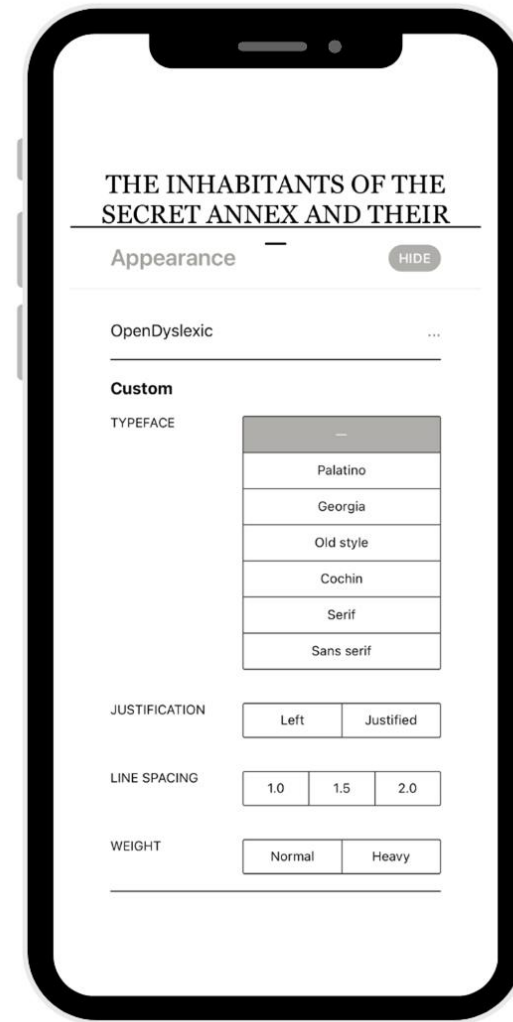 THE INHABITANTS OF THE
SECRET ANNEX AND THEIR
Appearance HIDE
OpenDyslexic ...
Custom
TYPEFACE —
Palatino
Georgia
Old style
Cochin
Serif
Sans serif
JUSTIFICATION Left Justified
LINE SPACING 1.0 1.5 2.0
WEIGHT Normal Heavy